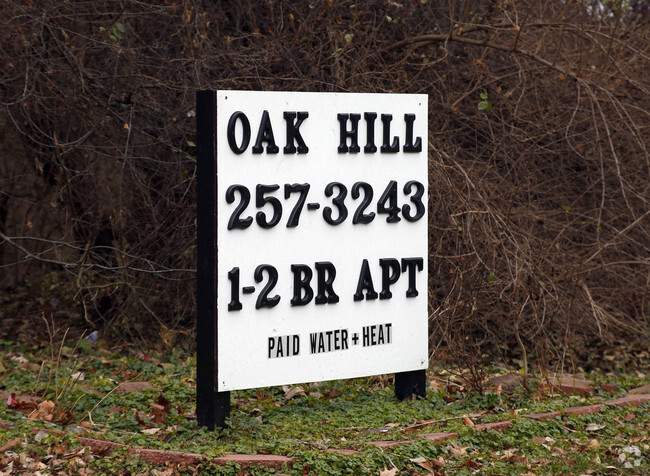 OAK HILL
257-3243
1-2 BR APT
PAID WATER+HEAT